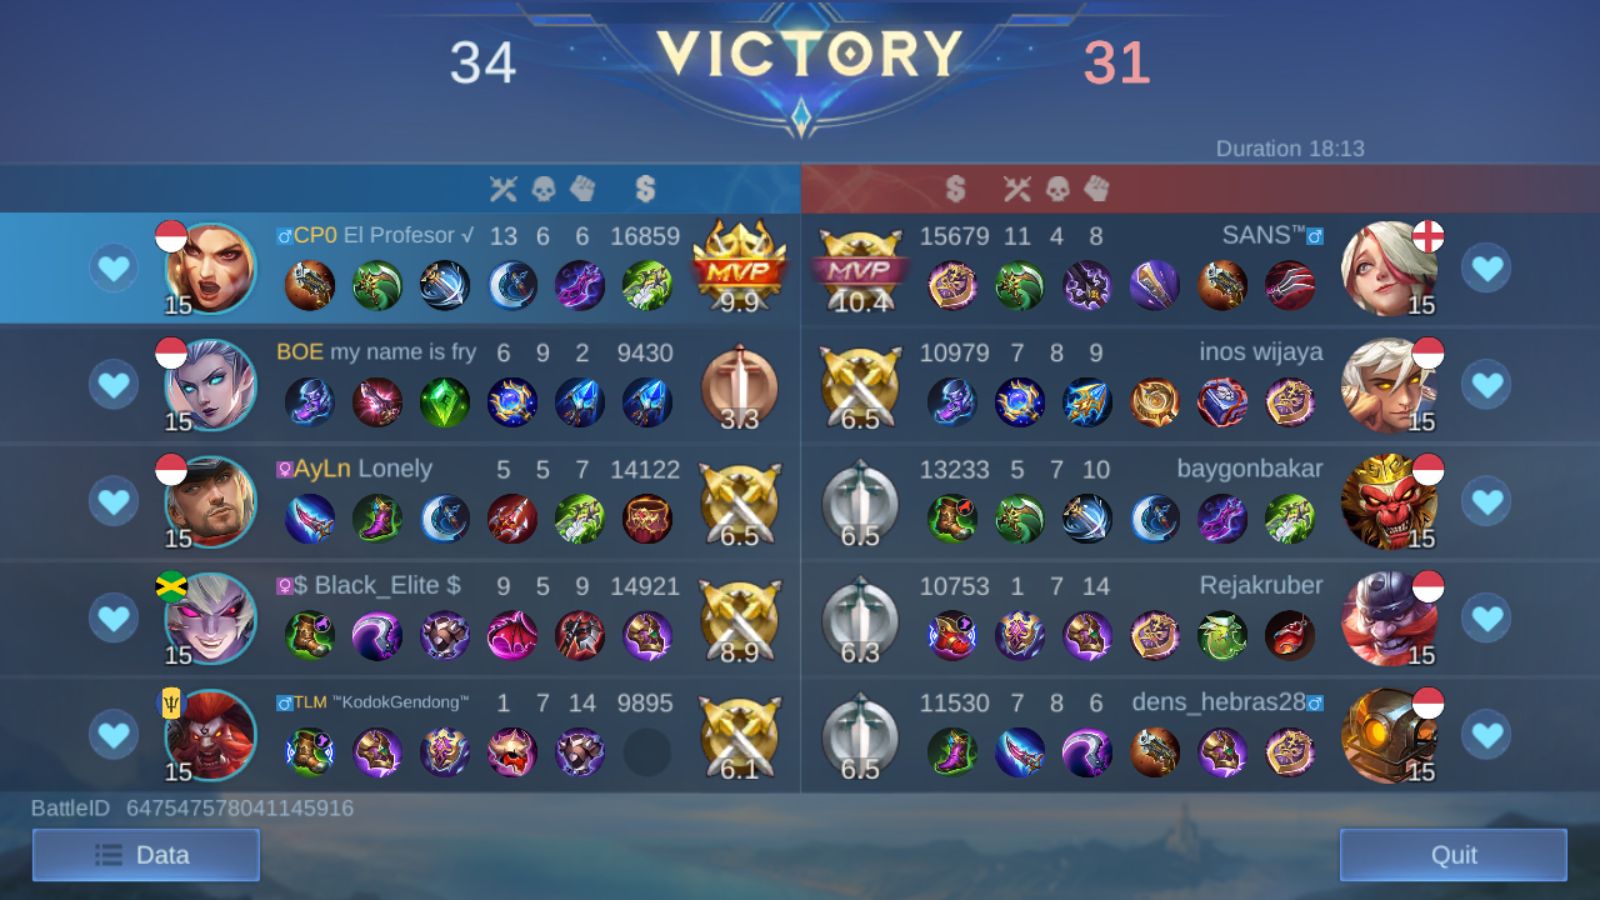 VICTORY
34
31
Duration 18:13
CP0 El Profesor √ 13 6 6 16859
MVP 9.9
15
MVP 10.4
15679 11 4 8 SANS™
15
BOE my name is fry 6 9 2 9430
3.3
15
6.5
10979 7 8 9 inos wijaya
15
AyLn Lonely 5 5 7 14122
6.5
15
6.5
13233 5 7 10 baygonbakar
15
$ Black_Elite $ 9 5 9 14921
8.9
15
6.3
10753 1 7 14 Rejakruber
15
TLM ™KodokGendong™ 1 7 14 9895
6.1
15
6.5
11530 7 8 6 dens_hebras28
15
BattleID 647547578041145916
Data
Quit